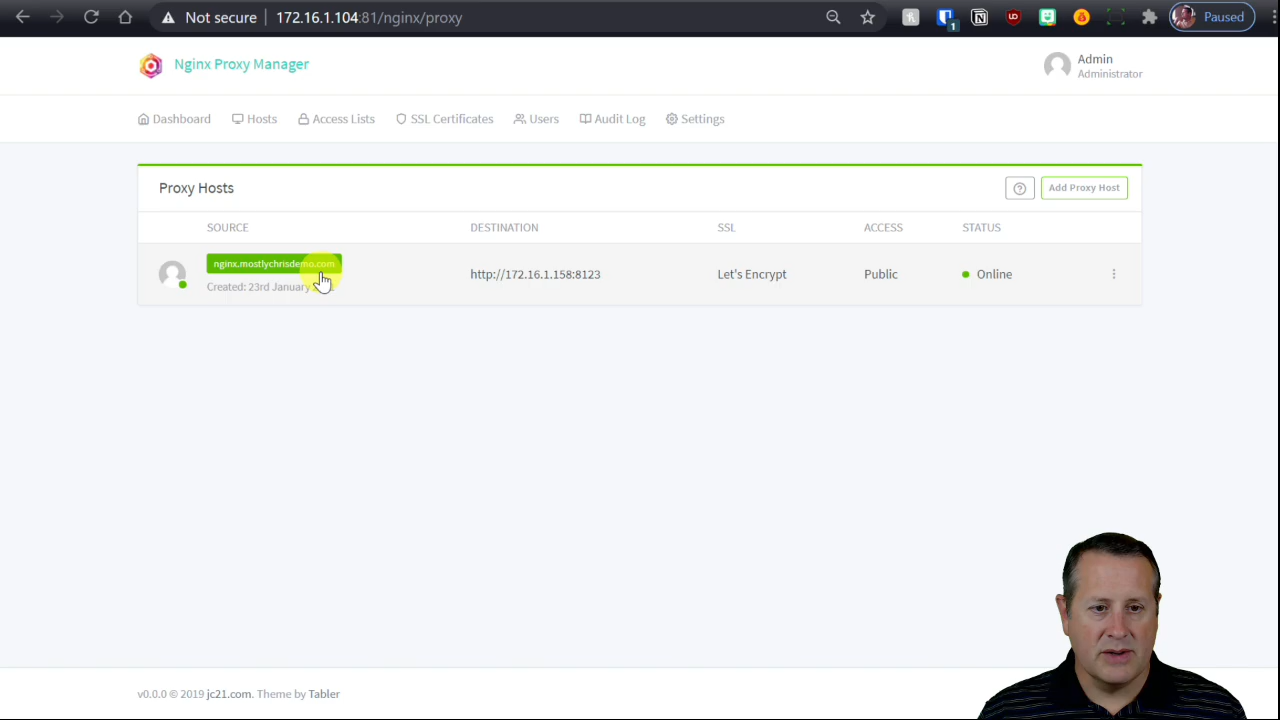 Not secure 172.16.1.104:81/nginx/proxy
1
Paused
Nginx Proxy Manager
Admin
Administrator
Dashboard Hosts Access Lists SSL Certificates Users Audit Log Settings
Proxy Hosts
Add Proxy Host
SOURCE DESTINATION SSL ACCESS STATUS
nginx.mostlychrisdemo.com
http://172.16.1.158:8123 Let's Encrypt Public Online
Created: 23rd January
v0.0.0 © 2019 jc21.com. Theme by Tabler